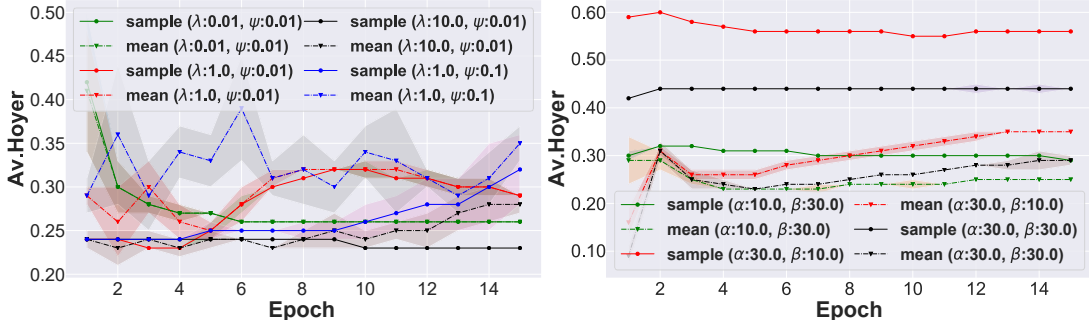 0.50
0.45
0.40
0.35
0.30
0.25
0.20
Av.Hoyer
sample (λ:0.01, ψ:0.01)
mean (λ:0.01, ψ:0.01)
sample (λ:1.0, ψ:0.01)
mean (λ:1.0, ψ:0.01)
sample (λ:10.0, ψ:0.01)
mean (λ:10.0, ψ:0.01)
sample (λ:1.0, ψ:0.1)
mean (λ:1.0, ψ:0.1)
2 4 6 8 10 12 14
Epoch
0.60
0.50
0.40
0.30
0.20
0.10
Av.Hoyer
sample (α:10.0, β:30.0)
mean (α:10.0, β:30.0)
sample (α:30.0, β:10.0)
mean (α:30.0, β:10.0)
sample (α:30.0, β:30.0)
mean (α:30.0, β:30.0)
2 4 6 8 10 12 14
Epoch